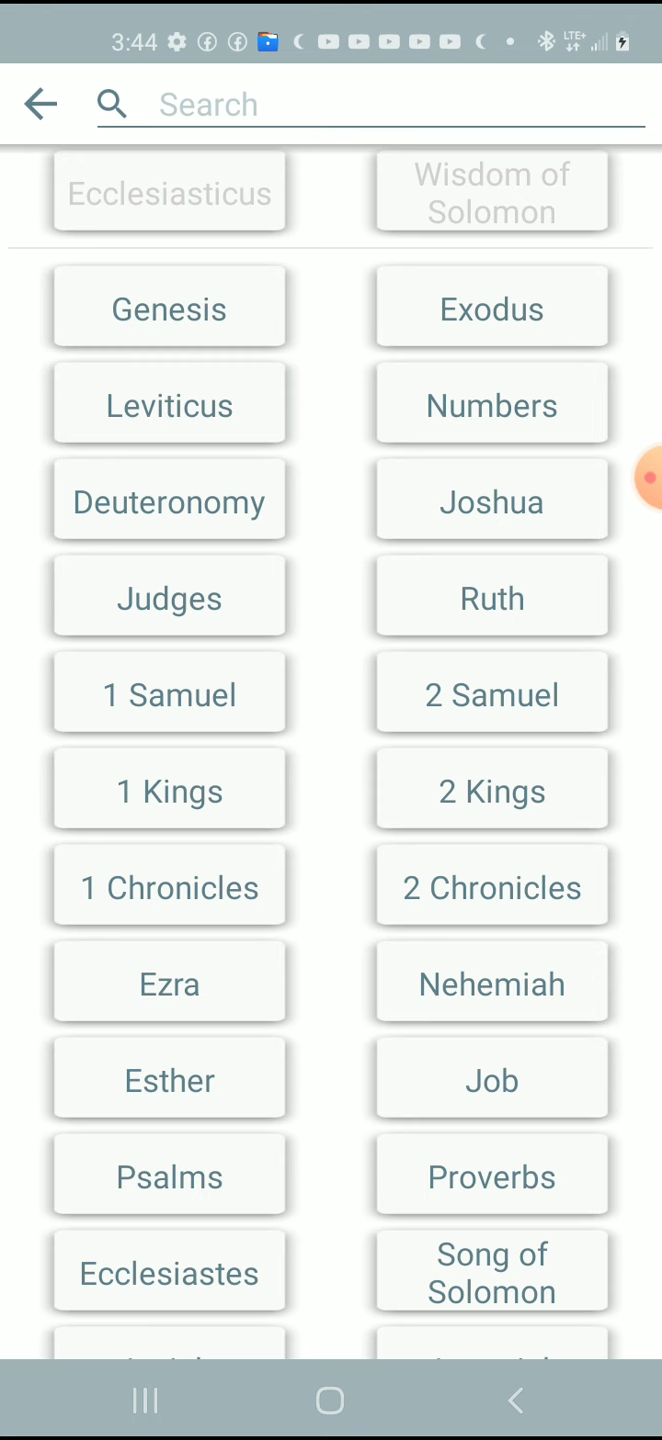 3:44
LTE+
Search
Ecclesiasticus
Wisdom of
Solomon
Genesis
Exodus
Leviticus
Numbers
Deuteronomy
Joshua
Judges
Ruth
1 Samuel
2 Samuel
1 Kings
2 Kings
1 Chronicles
2 Chronicles
Ezra
Nehemiah
Esther
Job
Psalms
Proverbs
Ecclesiastes
Song of
Solomon